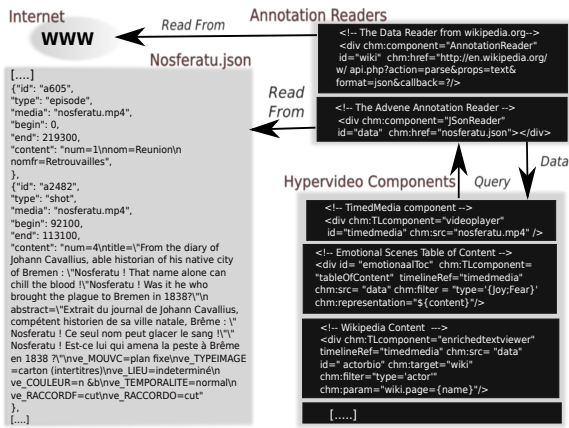 Internet
WWW
Read From
Annotation Readers
<!-- The Data Reader from wikipedia.org-->
<div chm:component="AnnotationReader"
id="wiki" chm:href="http://en.wikipedia.org/
w/ api.php?action=parse&props=text&
format=json&callback=?/>
<!-- The Advene Annotation Reader -->
<div chm:component="JSonReader"
id="data" chm:href="nosferatu.json"></div>
Nosferatu.json
[....]
{"id": "a605",
"type": "episode",
"media": "nosferatu.mp4",
"begin": 0,
"end": 219300,
"content": "num=1\nnom=Reunion\n
nomfr=Retrouvailles",
},
{"id": "a2482",
"type": "shot",
"media": "nosferatu.mp4",
"begin": 92100,
"end": 113100,
"content": "num=4\ntitle=\"From the diary of
Johann Cavallius, able historian of his native city
of Bremen : \"Nosferatu ! That name alone can
chill the blood !\"Nosferatu ! Was it he who
brought the plague to Bremen in 1838?\"\n
abstract=\"Extrait du journal de Johann Cavallius,
compétent historien de sa ville natale, Brême : \"
Nosferatu ! Ce seul nom peut glacer le sang !\"\"
Nosferatu ! Est-ce lui qui amena la peste à Brême
en 1838 ?\"\nve_MOUVC=plan fixe\nve_TYPEIMAGE
=carton (intertitres)\nve_LIEU=indeterminé\n
ve_COULEUR=n &b\nve_TEMPORALITE=normal\n
ve_RACCORDF=cut\nve_RACCORDO=cut"
},
[....]
Read
From
Query
Data
Hypervideo Components
<!-- TimedMedia component -->
<div chm:TLcomponent="videoplayer"
id="timedmedia" chm:src="nosferatu.mp4" />
<!-- Emotional Scenes Table of Content -->
<div id= "emotionaalToc" chm:TLcomponent=
"tableOfContent" timelineRef="timedmedia"
chm:src= "data" chm:filter = "type='{Joy;Fear}'
chm:representation="${content}"/>
<!-- Wikipedia Content --->
<div chm:TLcomponent="enrichedtextviewer"
timelineRef="timedmedia" chm:src= "data"
id=" actorbio" chm:target="wiki"
chm:filter="type='actor'"
chm:param="wiki.page={name}"/>
[.....]